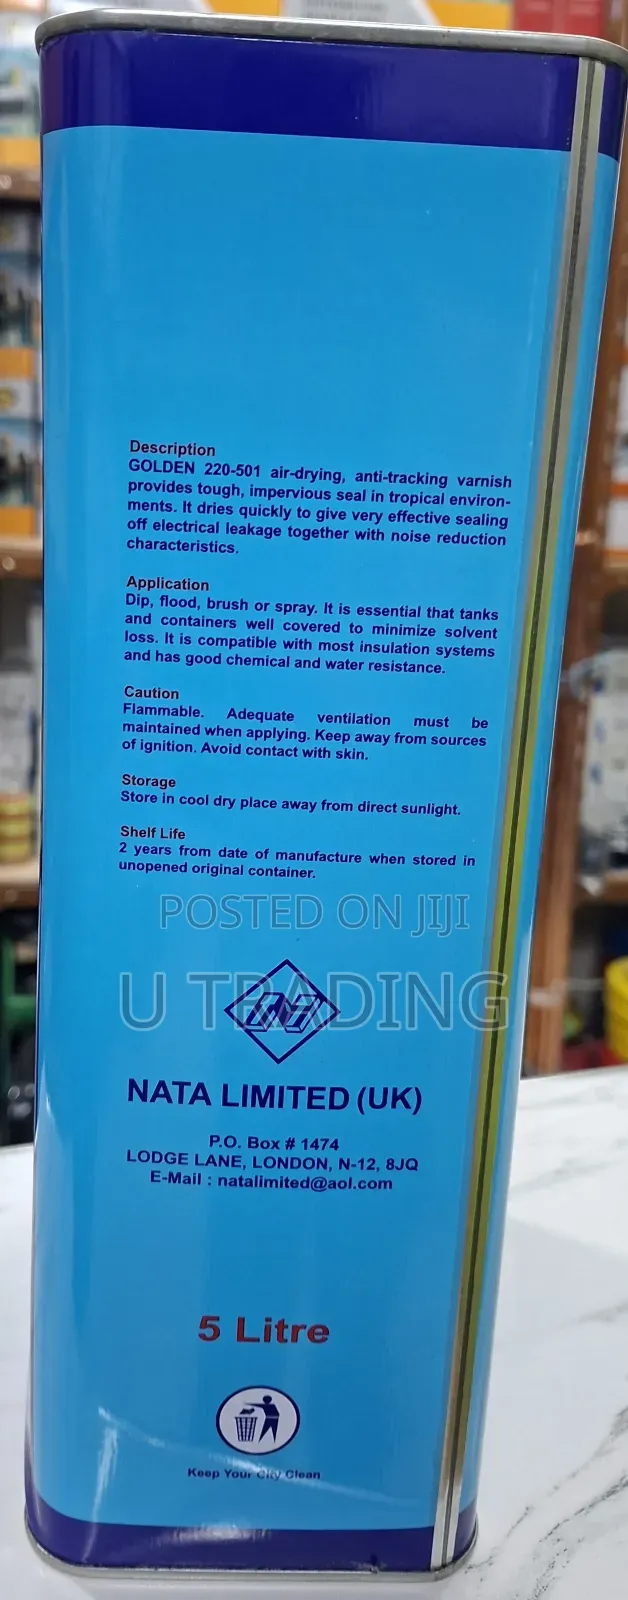 Description
GOLDEN 220-501 air-drying, anti-tracking varnish
provides tough, impervious seal in tropical environ-
ments. It dries quickly to give very effective sealing
off electrical leakage together with noise reduction
characteristics.
Application
Dip, flood, brush or spray. It is essential that tanks
and containers well covered to minimize solvent
loss. It is compatible with most insulation systems
and has good chemical and water resistance.
Caution
Flammable. Adequate ventilation must be
maintained when applying. Keep away from sources
of ignition. Avoid contact with skin.
Storage
Store in cool dry place away from direct sunlight.
Shelf Life
2 years from date of manufacture when stored in
unopened original container.
POSTED ON JIJI
U TRADING
NATA LIMITED (UK)
P.O. Box # 1474
LODGE LANE, LONDON, N-12, 8JQ
E-Mail : natalimited@aol.com
5 Litre
Keep Your City Clean